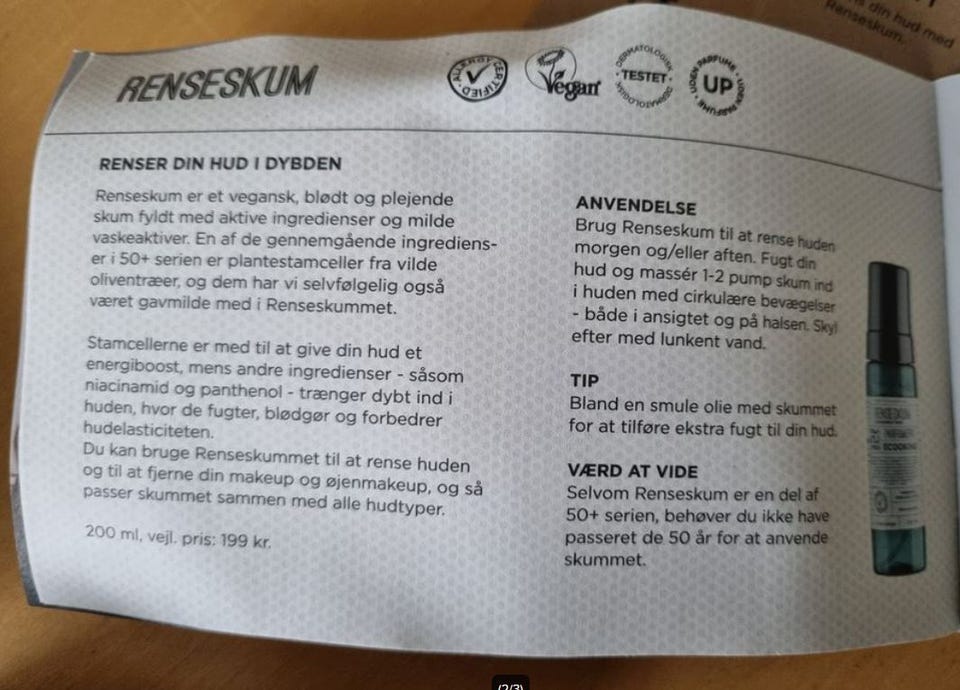 s din hud med
Renseskum.
RENSESKUM
ALLERGY CERTIFIED
Vegan
DERMATOLOGISK
TESTET
DERMATOLOGISK
UDEN PARFUME
UP
UDEN PARFUME
RENSER DIN HUD I DYBDEN
Renseskum er et vegansk, blødt og plejende
skum fyldt med aktive ingredienser og milde
vaskeaktiver. En af de gennemgående ingrediens-
er i 50+ serien er plantestamceller fra vilde
oliventræer, og dem har vi selvfølgelig også
været gavmilde med i Renseskummet.
Stamcellerne er med til at give din hud et
energiboost, mens andre ingredienser - såsom
niacinamid og panthenol - trænger dybt ind i
huden, hvor de fugter, blødgør og forbedrer
hudelasticiteten.
Du kan bruge Renseskummet til at rense huden
og til at fjerne din makeup og øjenmakeup, og så
passer skummet sammen med alle hudtyper.
200 ml, vejl. pris: 199 kr.
ANVENDELSE
Brug Renseskum til at rense huden
morgen og/eller aften. Fugt din
hud og massér 1-2 pump skum ind
i huden med cirkulære bevægelser
- både i ansigtet og på halsen. Skyl
efter med lunkent vand.
TIP
Bland en smule olie med skummet
for at tilføre ekstra fugt til din hud.
VÆRD AT VIDE
Selvom Renseskum er en del af
50+ serien, behøver du ikke have
passeret de 50 år for at anvende
skummet.
RENSESKUM
ECOOKING
(2/3)